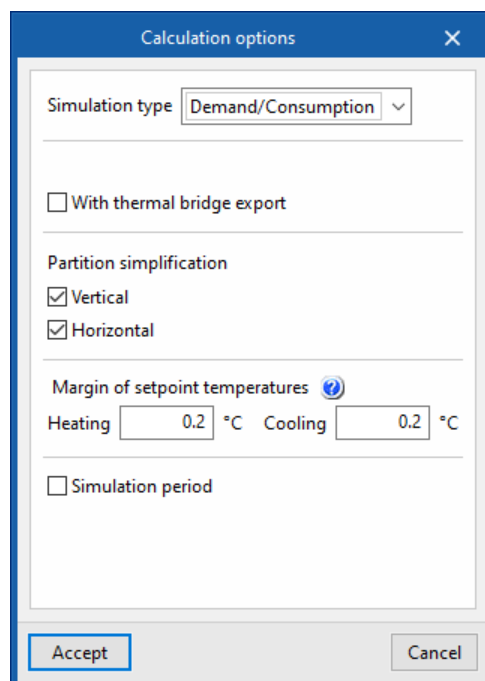 Calculation options
Simulation type Demand/Consumption
With thermal bridge export
Partition simplification
Vertical
Horizontal
Margin of setpoint temperatures ?
Heating 0.2 °C Cooling 0.2 °C
Simulation period
Accept Cancel